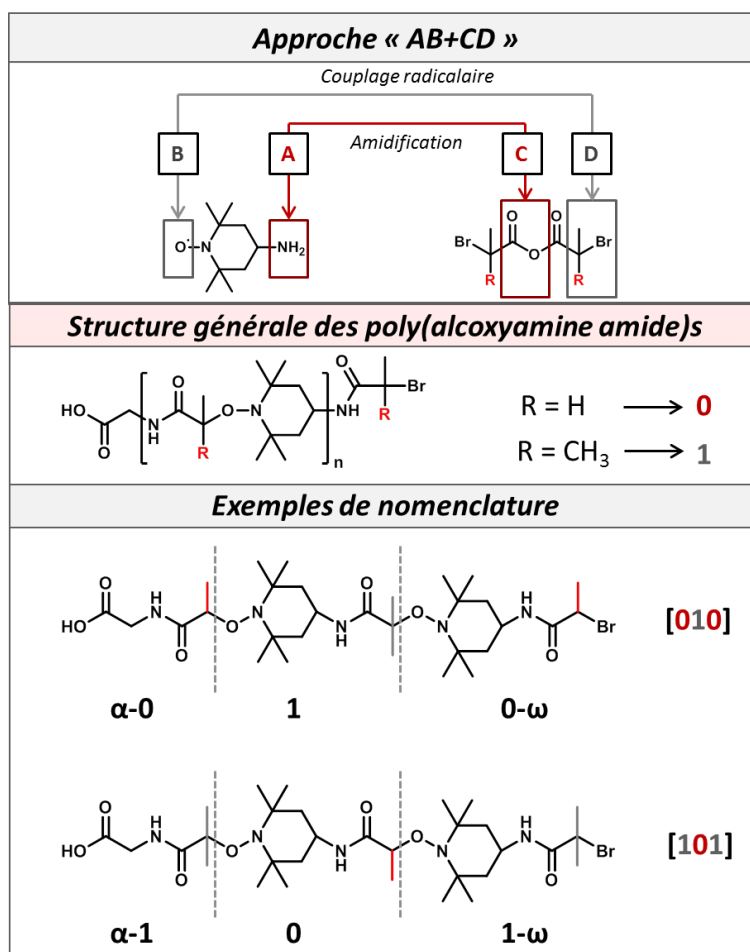 Approche « AB+CD »
Couplage radicalaire
B A Amidification C D
O· N NH2 Br O O O Br
R R
Structure générale des poly(alcoxyamine amide)s
HO O N H O R O N n NH O Br R
R = H → 0
R = CH3 → 1
Exemples de nomenclature
O HO H N O O N N H O O N H N O Br [010]
α-0 1 0-ω
O HO H N O O N N H O O N H N O Br [101]
α-1 0 1-ω